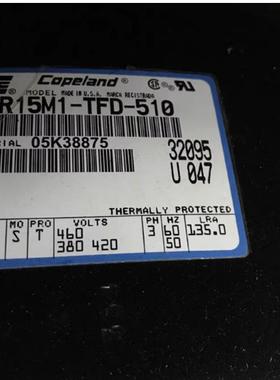 Copeland
MODEL MADE IN U.S.A. MARCA REGISTRADA
R15M1-TFD-510
RIAL 05K38875
32095
U 047
THERMALLY PROTECTED
MO PRO VOLTS PH HZ LRA
S T 460 3 60 135.0
380 420 50